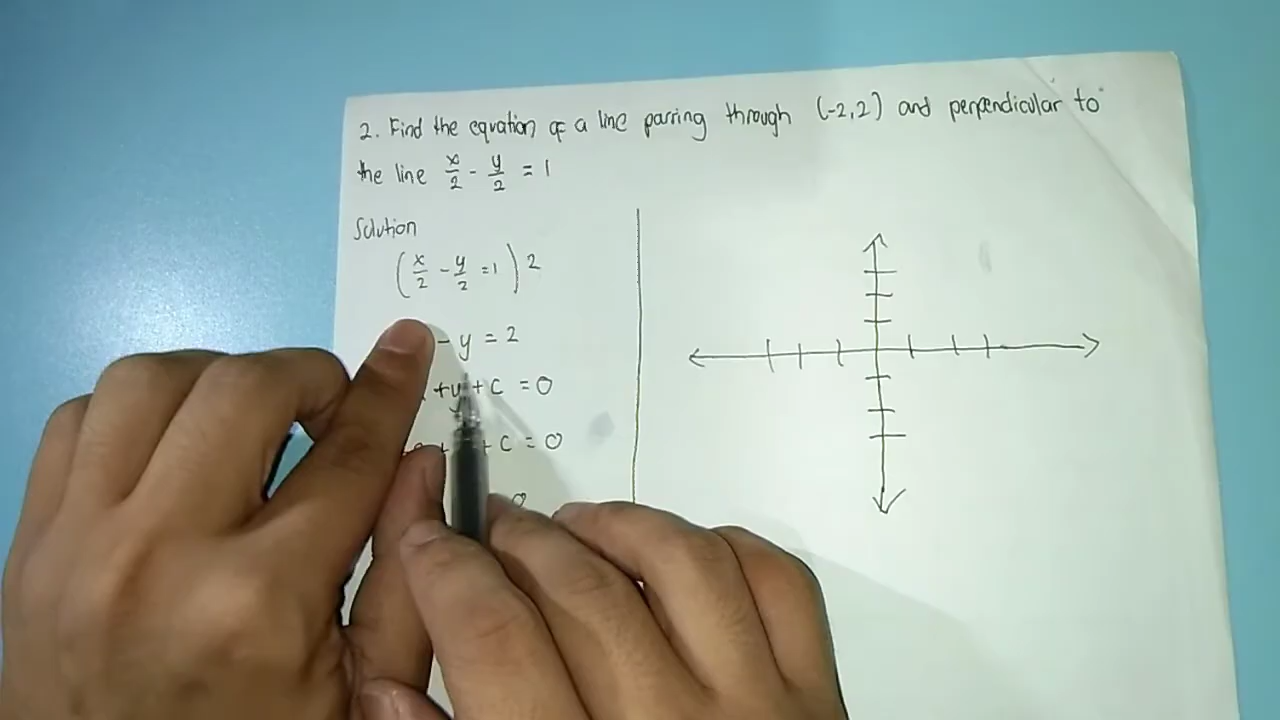 2. Find the equation of a line passing through (-2,2) and perpendicular to
the line x/2 - y/2 = 1
Solution
(x/2 - y/2 = 1) 2
- y = 2
+y + c = 0
+ c = 0
0